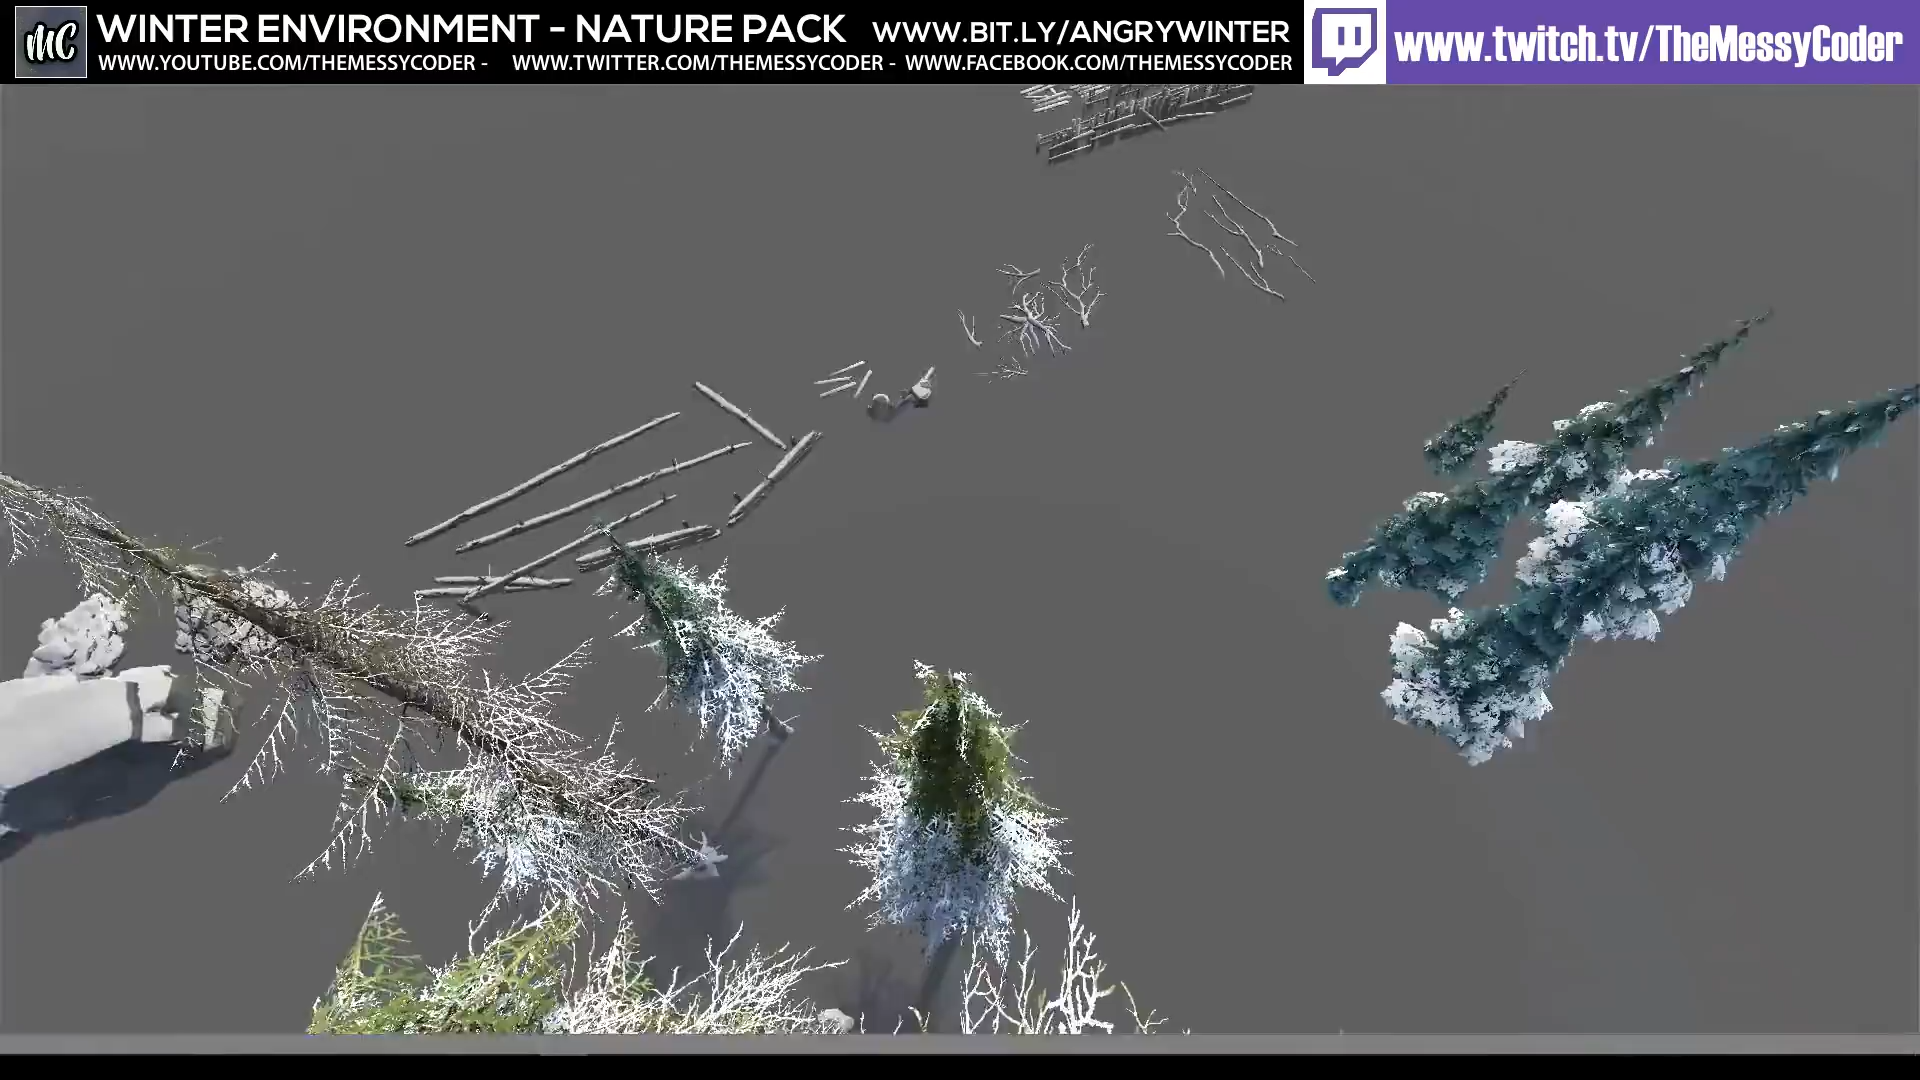 MC
WINTER ENVIRONMENT - NATURE PACK WWW.BIT.LY/ANGRYWINTER
WWW.YOUTUBE.COM/THEMESSYCODER - WWW.TWITTER.COM/THEMESSYCODER - WWW.FACEBOOK.COM/THEMESSYCODER
www.twitch.tv/TheMessyCoder